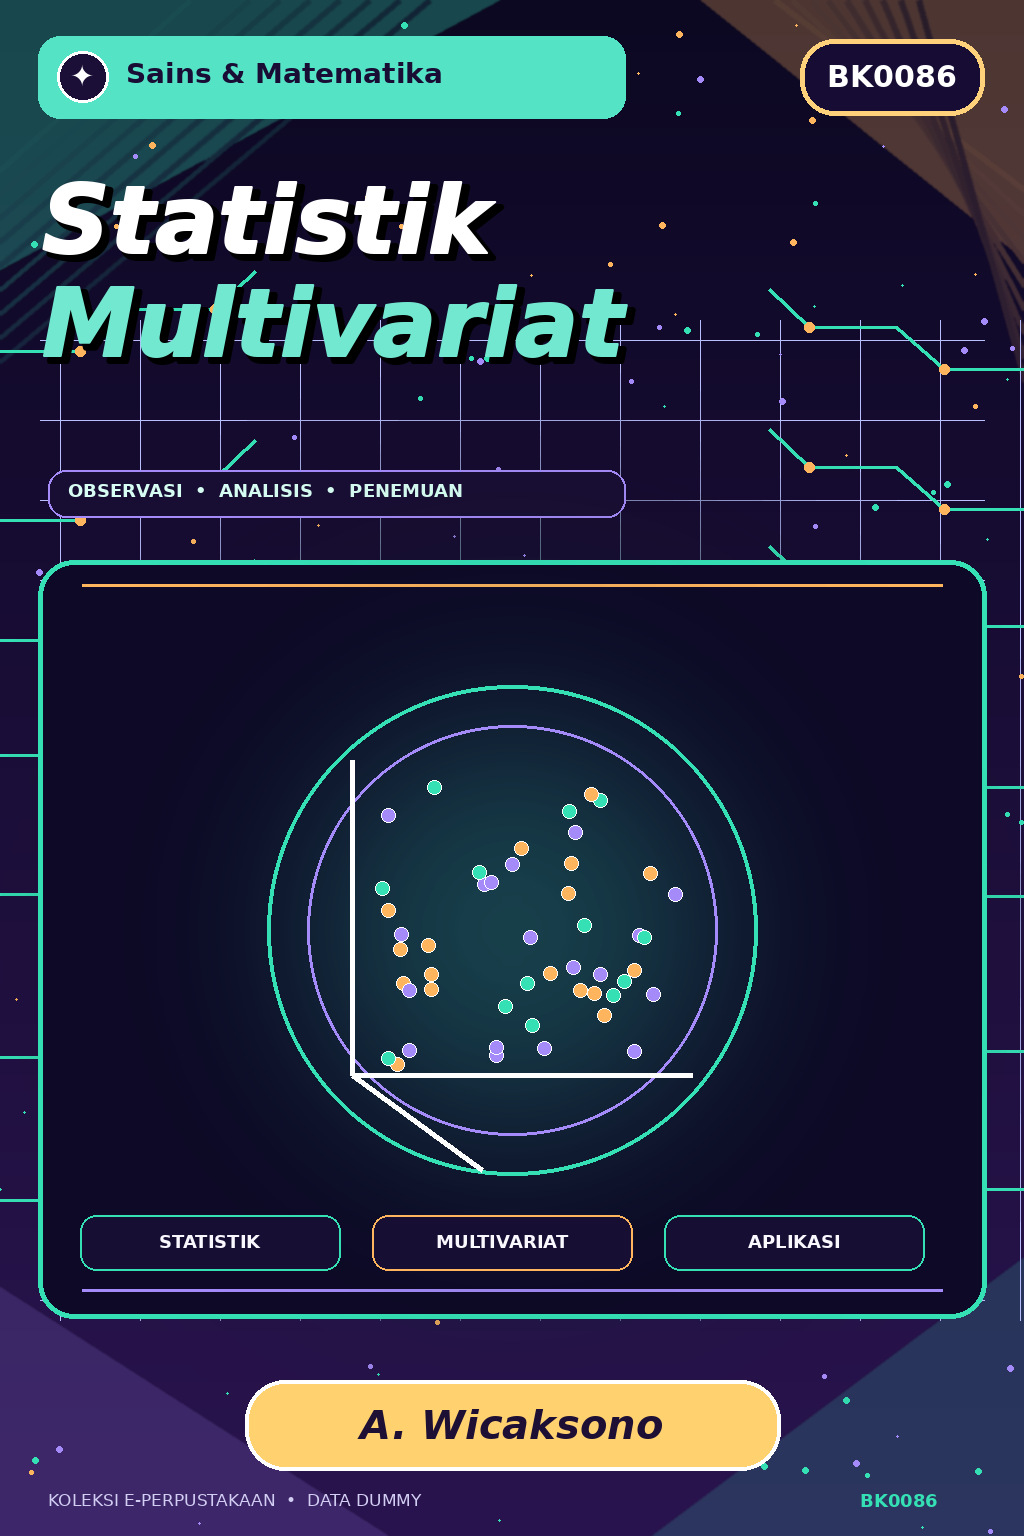 Sains & Matematika
BK0086
Statistik
Multivariat
OBSERVASI • ANALISIS • PENEMUAN
STATISTIK
MULTIVARIAT
APLIKASI
A. Wicaksono
KOLEKSI E-PERPUSTAKAAN • DATA DUMMY
BK0086